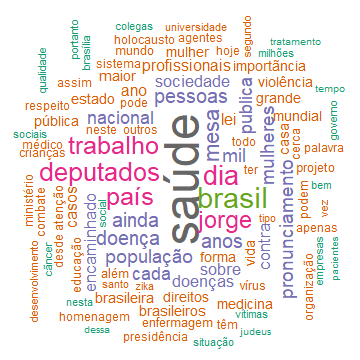 colegas universidade segundo
portanto holocausto agentes
brasília mundo mulher hoje milhões tratamento
qualidade sistema profissionais importância
assim maior sociedade violência
respeito estado ano pessoas publica grande tempo
pode lei mundial governo
sociais pública nacional mesa
neste outros todo casa cerca palavra
médico trabalho mil mulheres
crianças saúde ter projeto
deputados dia pronunciamento
ministério combate casos país brasil podem bem
desde atenção social jorge tipo vez
ainda anos contra apenas
câncer educação encaminhado doença forma vida
desenvolvimento população sobre organização empresas pacientes
além cada doenças vírus
nesta santo zika medicina
brasileira direitos vítimas
homenagem brasileiros têm judeus
dessa enfermagem
presidência situação